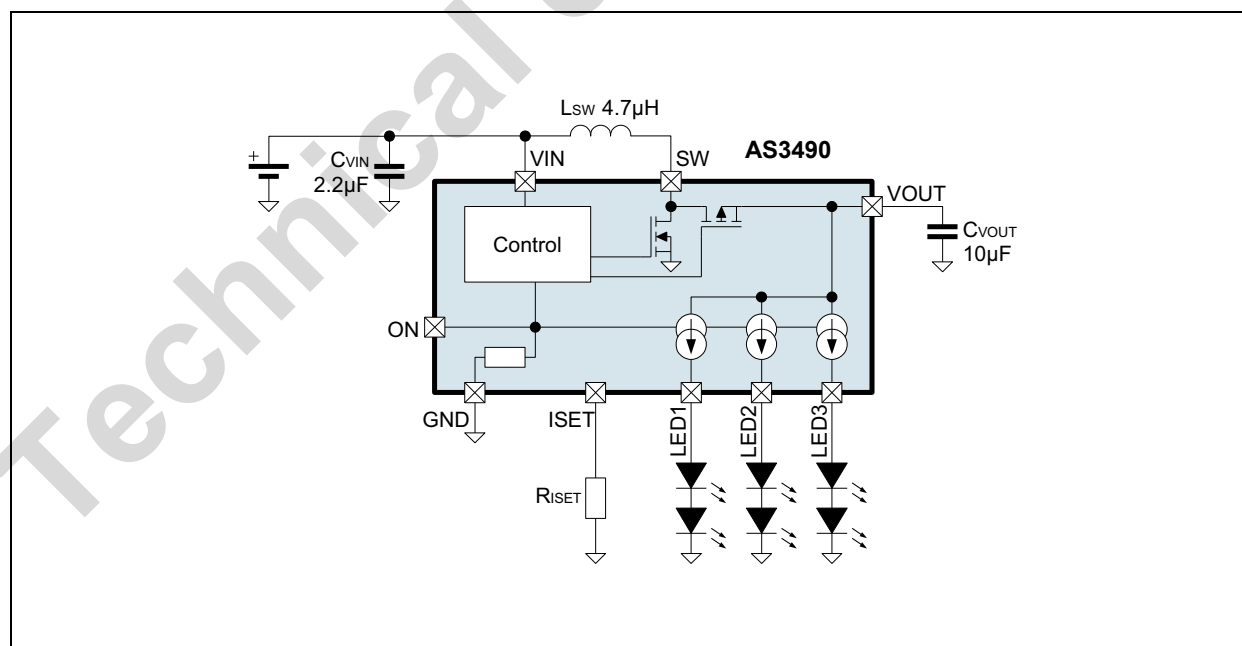 Technical
LSW 4.7µH
AS3490
VIN
SW
VOUT
CVIN
2.2µF
+
Control
CVOUT
10µF
ON
GND
ISET
LED1
LED2
LED3
RISET